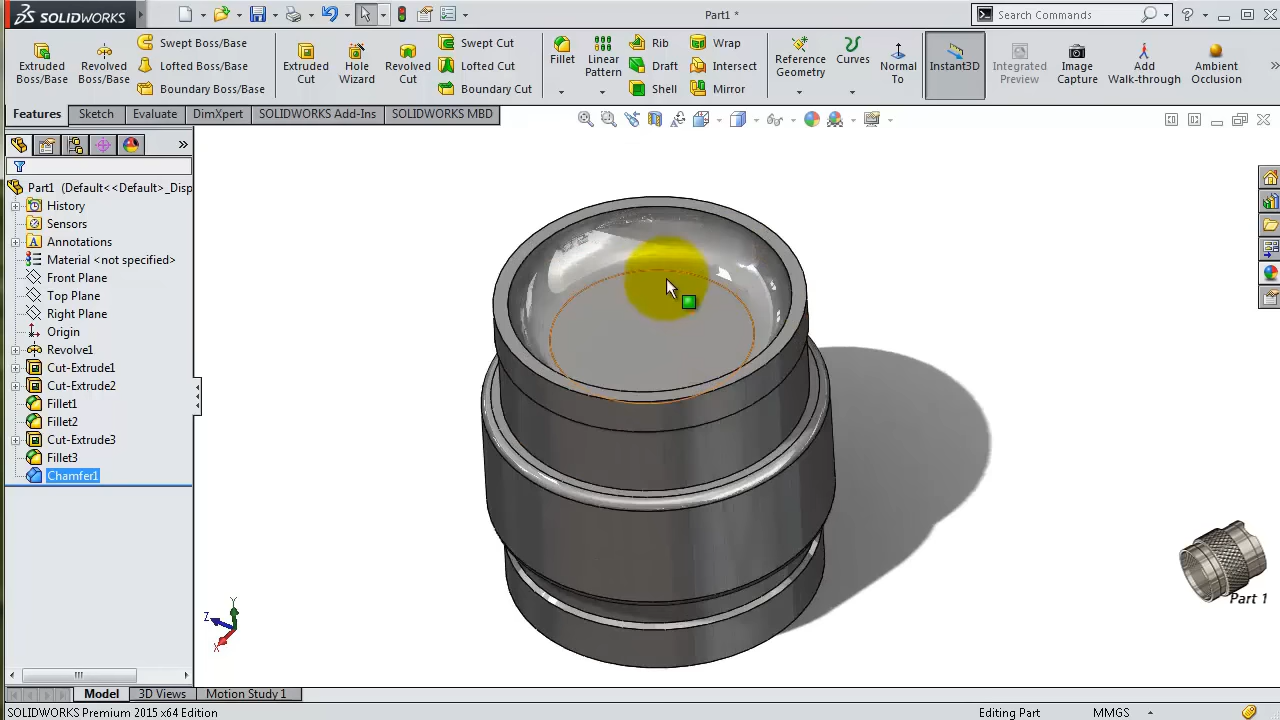 SOLIDWORKS
Part1 *
Search Commands
Extruded Boss/Base
Revolved Boss/Base
Swept Boss/Base
Lofted Boss/Base
Boundary Boss/Base
Extruded Cut
Hole Wizard
Revolved Cut
Swept Cut
Lofted Cut
Boundary Cut
Fillet
Linear Pattern
Rib
Draft
Shell
Wrap
Intersect
Mirror
Reference Geometry
Curves
Normal To
Instant3D
Integrated Preview
Image Capture
Add Walk-through
Ambient Occlusion
Features
Sketch
Evaluate
DimXpert
SOLIDWORKS Add-Ins
SOLIDWORKS MBD
Part1 (Default<<Default>_Disp
History
Sensors
Annotations
Material <not specified>
Front Plane
Top Plane
Right Plane
Origin
Revolve1
Cut-Extrude1
Cut-Extrude2
Fillet1
Fillet2
Cut-Extrude3
Fillet3
Chamfer1
Y
Z
X
Part 1
Model
3D Views
Motion Study 1
SOLIDWORKS Premium 2015 x64 Edition
Editing Part
MMGS